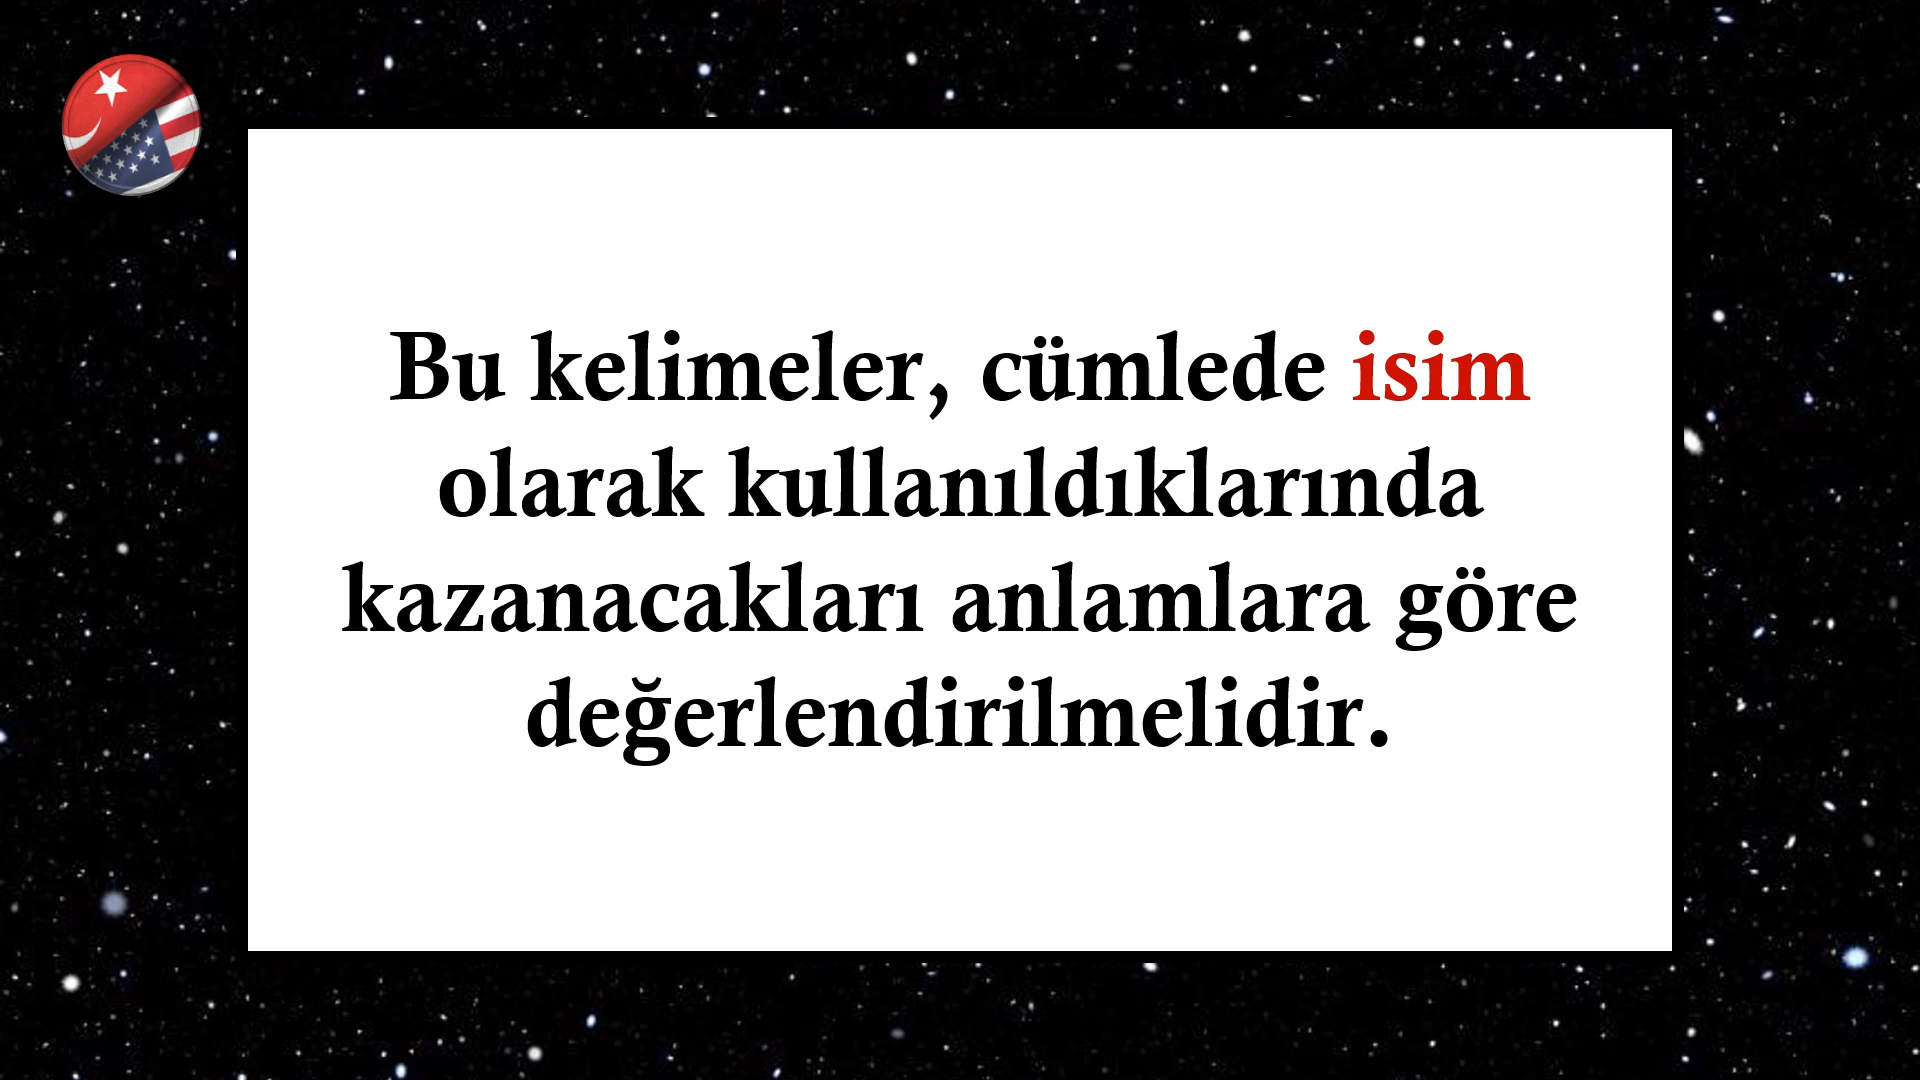 Bu kelimeler, cümlede isim
olarak kullanıldıklarında
kazanacakları anlamlara göre
değerlendirilmelidir.